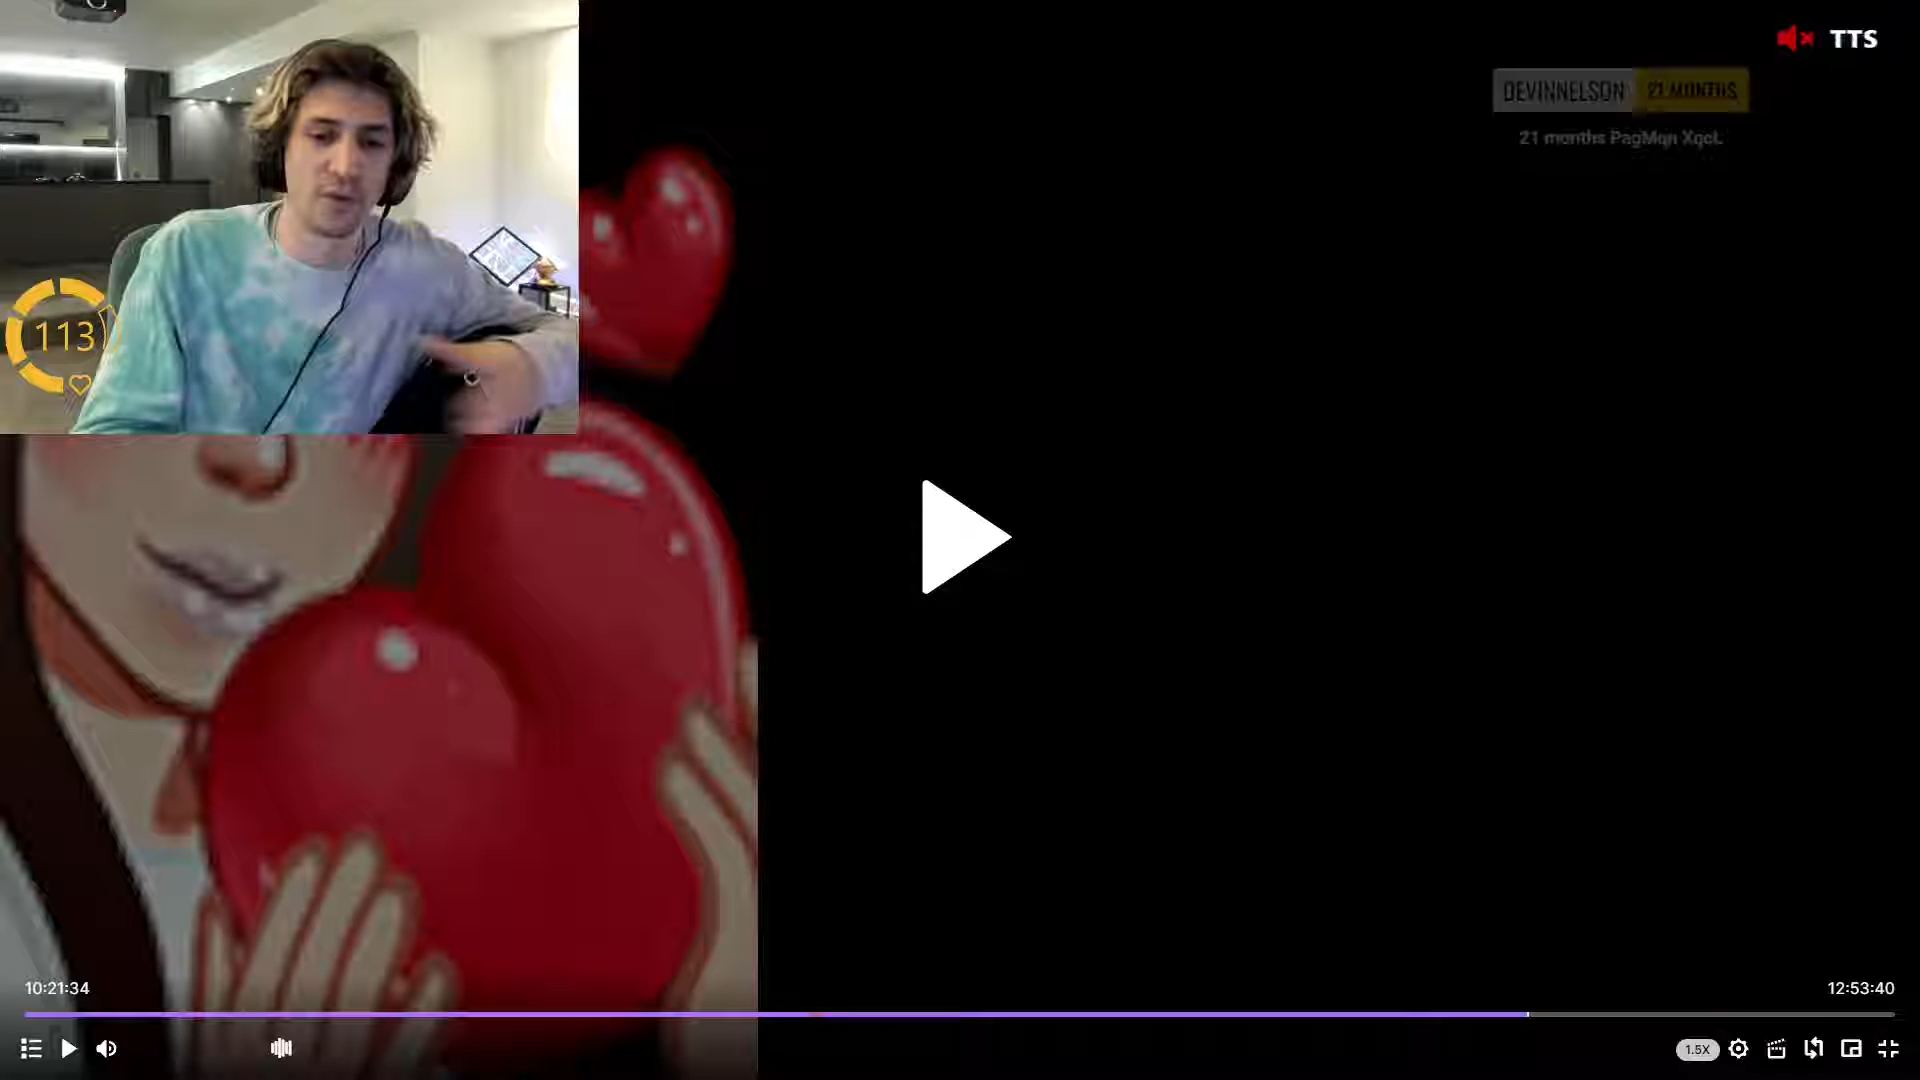 TTS
DEVINNELSON 21 MONTHS
21 months PagMan XqcL
113
10:21:34
12:53:40
1.5X